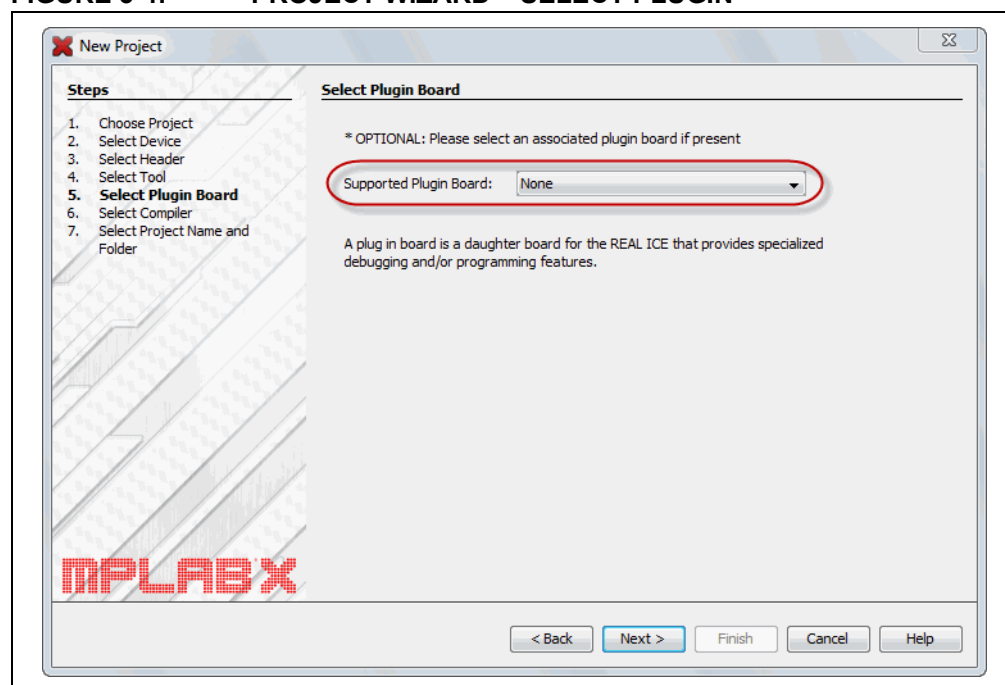 New Project
Steps
1. Choose Project
2. Select Device
3. Select Header
4. Select Tool
5. Select Plugin Board
6. Select Compiler
7. Select Project Name and
Folder
Select Plugin Board
* OPTIONAL: Please select an associated plugin board if present
Supported Plugin Board: None
A plug in board is a daughter board for the REAL ICE that provides specialized
debugging and/or programming features.
MPLAB X
< Back Next > Finish Cancel Help